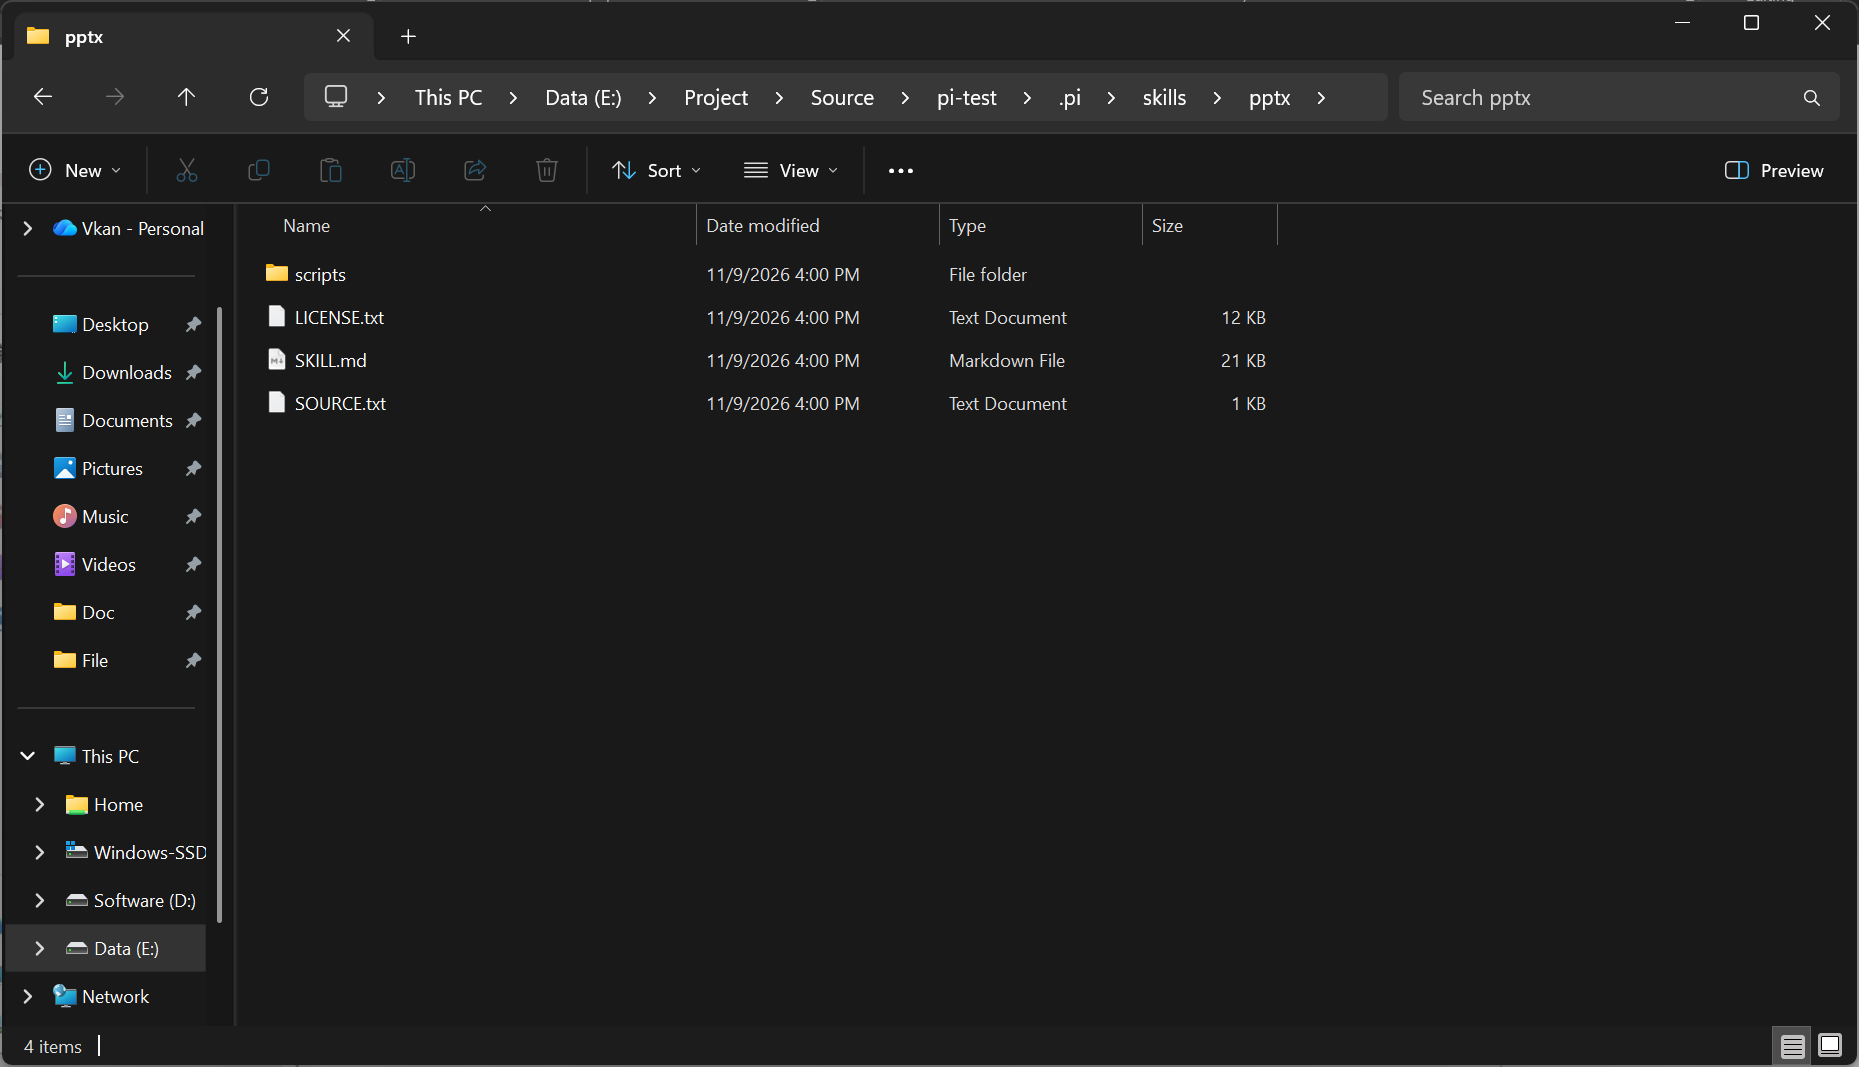 pptx
This PC > Data (E:) > Project > Source > pi-test > .pi > skills > pptx >
Search pptx
New
Sort
View
Preview
Name
Date modified
Type
Size
scripts 11/9/2026 4:00 PM File folder
LICENSE.txt 11/9/2026 4:00 PM Text Document 12 KB
SKILL.md 11/9/2026 4:00 PM Markdown File 21 KB
SOURCE.txt 11/9/2026 4:00 PM Text Document 1 KB
Vkan - Personal
Desktop
Downloads
Documents
Pictures
Music
Videos
Doc
File
This PC
Home
Windows-SSD
Software (D:)
Data (E:)
Network
4 items